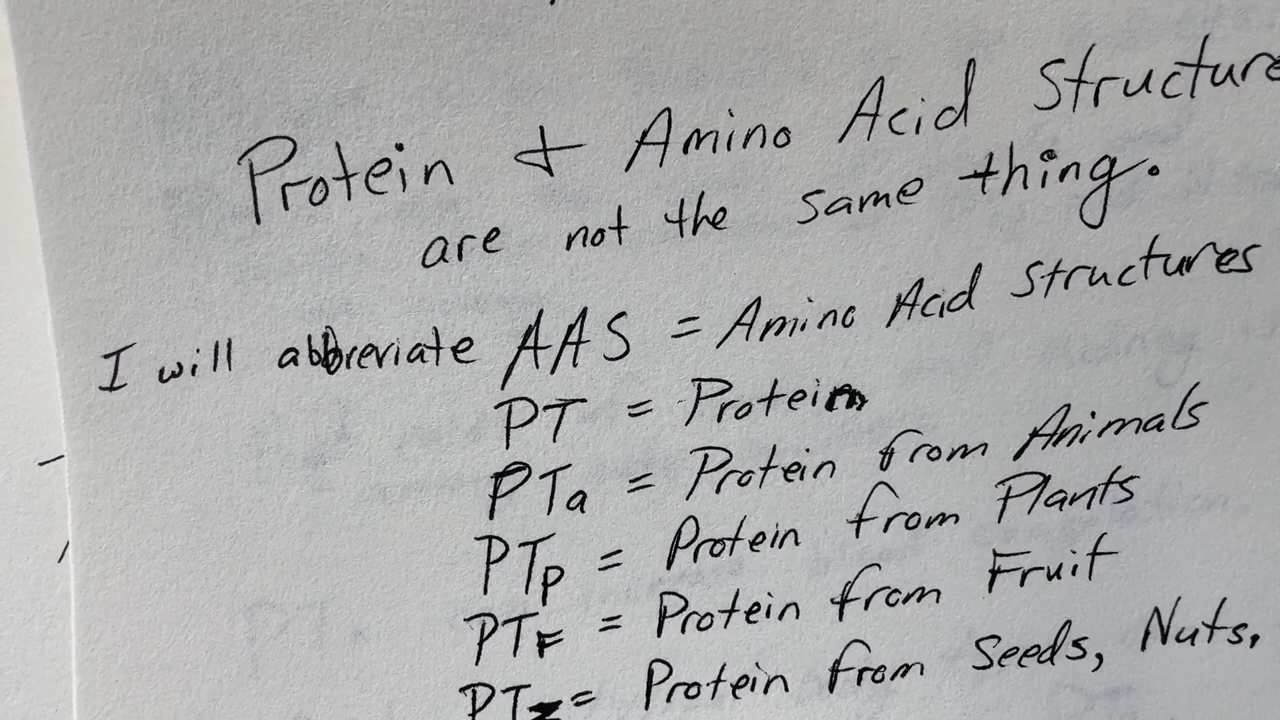 Protein + Amino Acid Structure
are not the same thing.
I will abbreviate AAS = Amino Acid Structures
PT = Protein
PTa = Protein from Animals
PTP = Protein from Plants
PTF = Protein from Fruit
PTz = Protein from Seeds, Nuts,